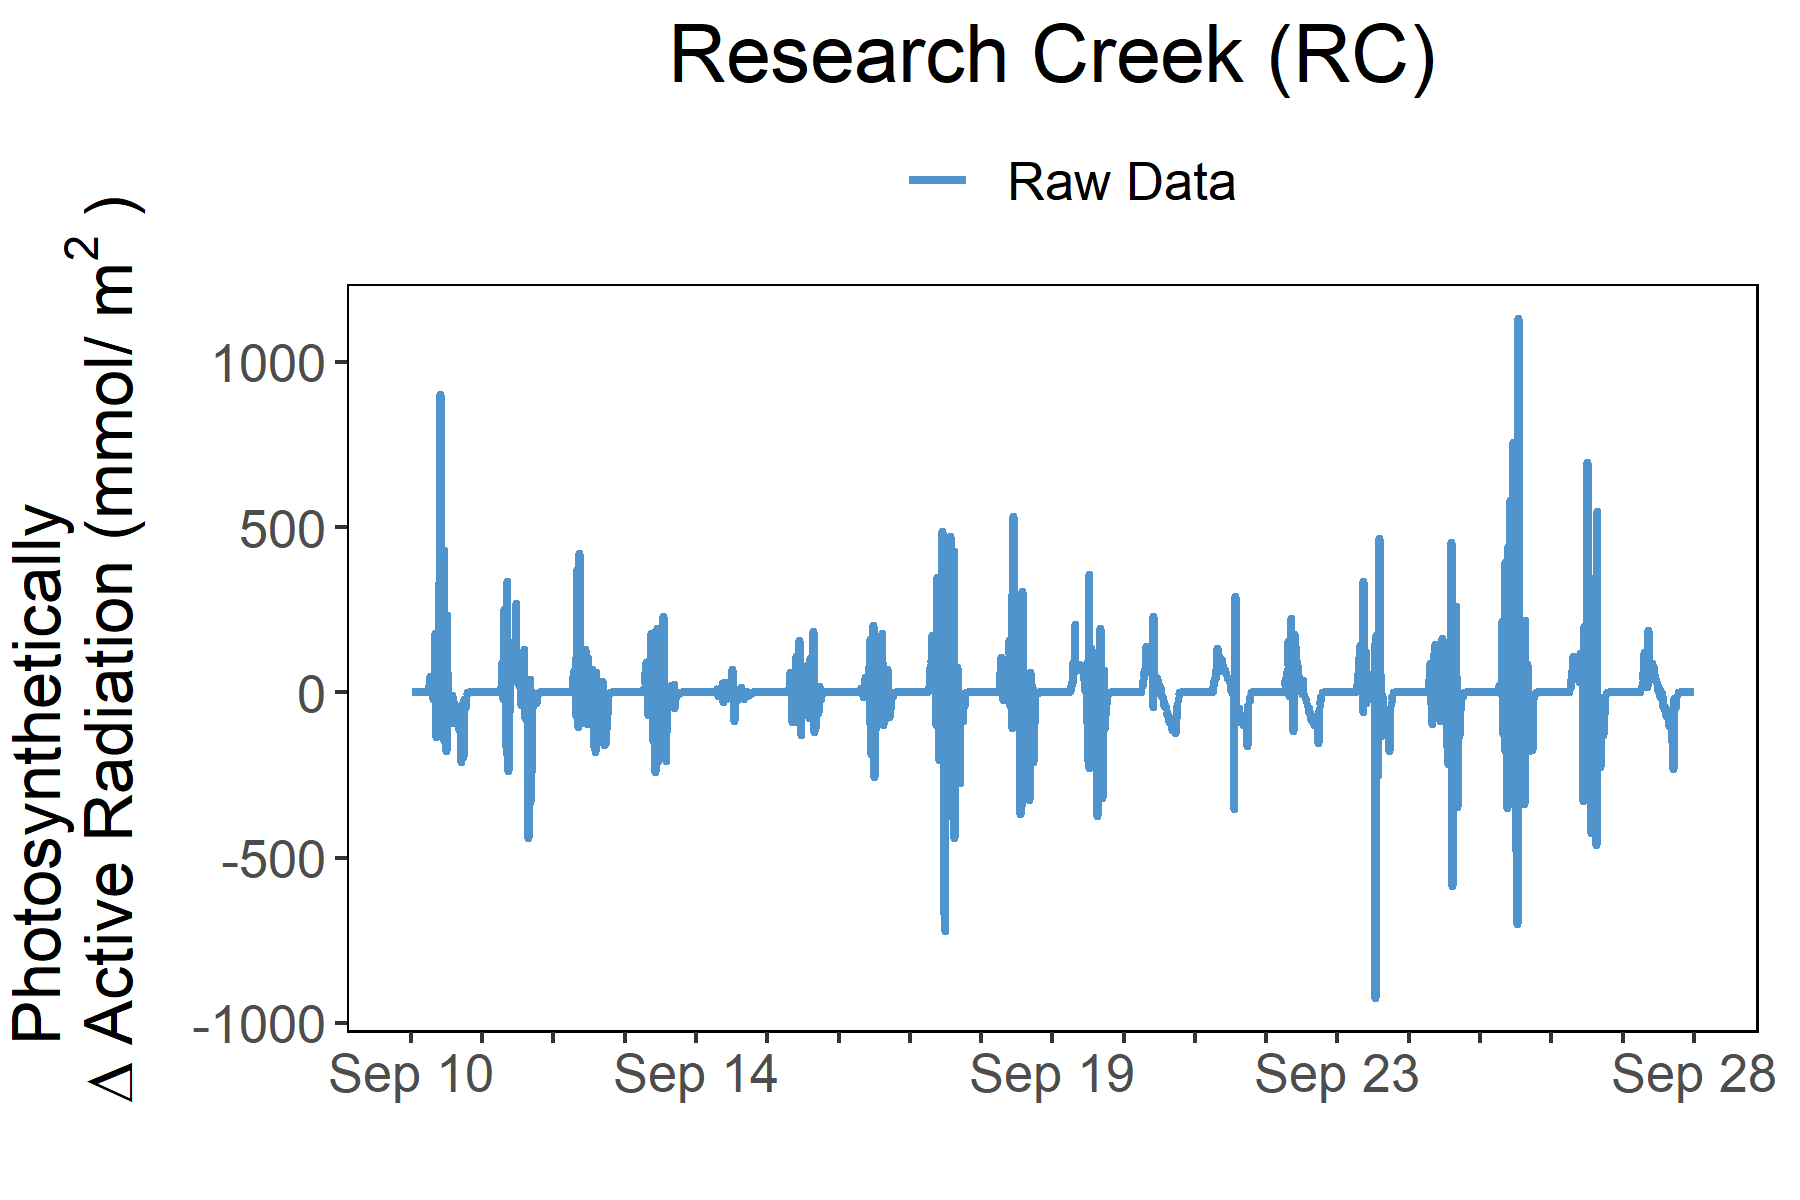 Research Creek (RC)
Raw Data
Photosynthetically
Δ Active Radiation (mmol/ m² )
1000
500
0
-500
-1000
Sep 10
Sep 14
Sep 19
Sep 23
Sep 28